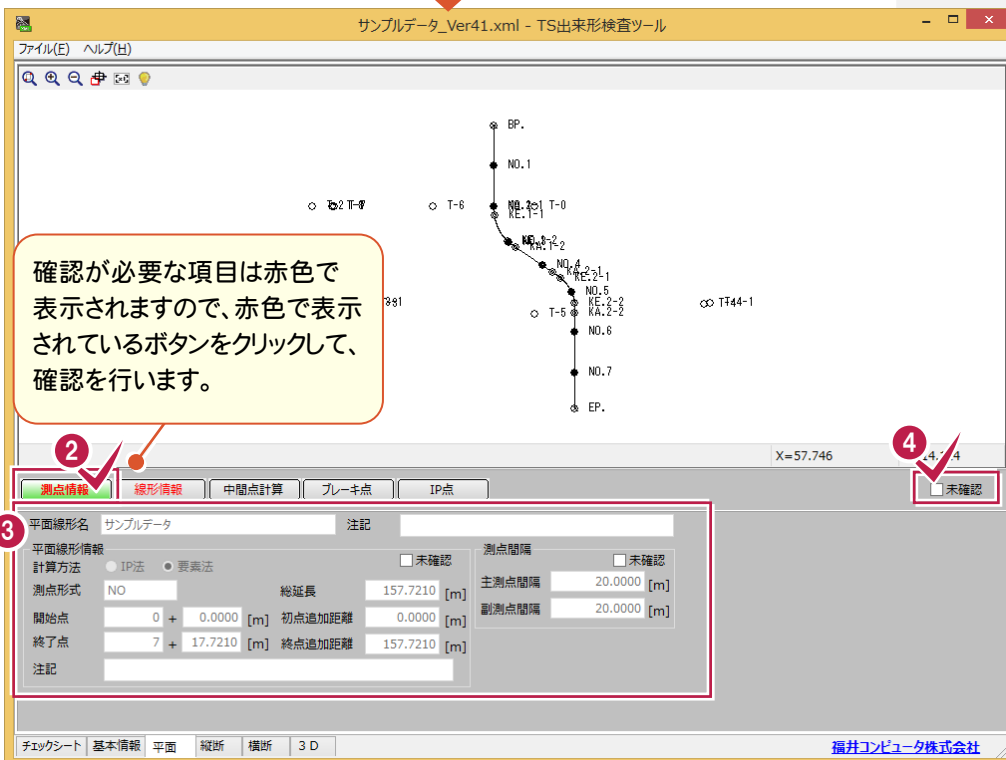 サンプルデータ_Ver41.xml - TS出来形検査ツール
ファイル(F) ヘルプ(H)
BP.
NO.1
T-6
T-0
KE.1-1
KA.1-2
NO.4
KA.2-1
KE.2-1
NO.5
KE.2-2
T-5
KA.2-2
NO.6
NO.7
EP.
確認が必要な項目は赤色で
表示されますので、赤色で表示
されているボタンをクリックして、
確認を行います。
X=57.746
2
4
測点情報 線形情報 中間点計算 ブレーキ点 IP点 未確認
3
平面線形名 サンプルデータ 注記
平面線形情報 未確認 測点間隔 未確認
計算方法 IP法 要素法 主測点間隔 20.0000 [m]
測点形式 NO 総延長 157.7210 [m] 副測点間隔 20.0000 [m]
開始点 0 + 0.0000 [m] 初点追加距離 0.0000 [m]
終了点 7 + 17.7210 [m] 終点追加距離 157.7210 [m]
注記
チェックシート 基本情報 平面 縦断 横断 3D 福井コンピュータ株式会社